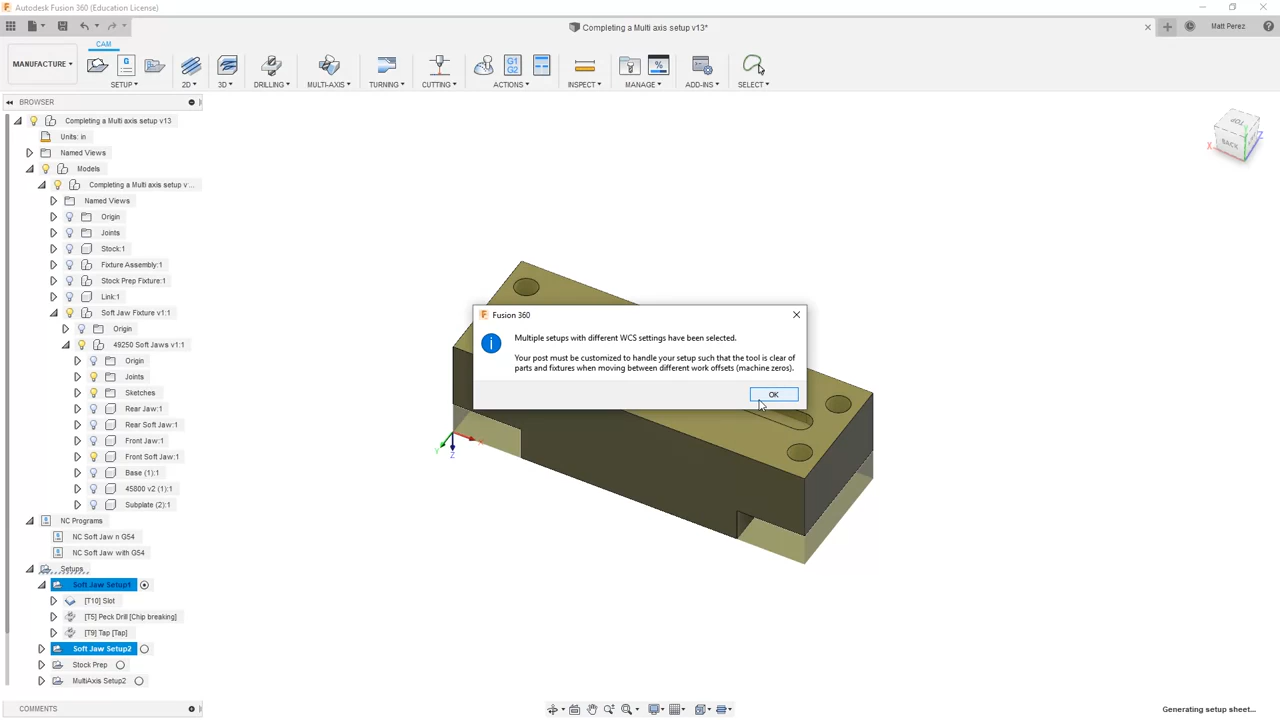 Autodesk Fusion 360 (Education License)
Completing a Multi axis setup v13*
Matt Perez
CAM
MANUFACTURE
G1
G2
SETUP
2D
3D
DRILLING
MULTI-AXIS
TURNING
CUTTING
ACTIONS
INSPECT
MANAGE
ADD-INS
SELECT
BROWSER
Completing a Multi axis setup v13
Units: in
Named Views
Models
Completing a Multi axis setup v...
Named Views
Origin
Joints
Stock:1
Fixture Assembly:1
Stock Prep Fixture:1
Link:1
Soft Jaw Fixture v1:1
Origin
49250 Soft Jaws v1:1
Origin
Joints
Sketches
Rear Jaw:1
Rear Soft Jaw:1
Front Jaw:1
Front Soft Jaw:1
Base (1):1
45800 v2 (1):1
Subplate (2):1
NC Programs
NC Soft Jaw n G54
NC Soft Jaw with G54
Setups
Soft Jaw Setup1
[T10] Slot
[T5] Peck Drill [Chip breaking]
[T9] Tap [Tap]
Soft Jaw Setup2
Stock Prep
MultiAxis Setup2
COMMENTS
TOP
BACK
X
Z
Fusion 360
Multiple setups with different WCS settings have been selected.
Your post must be customized to handle your setup such that the tool is clear of
parts and fixtures when moving between different work offsets (machine zeros).
OK
Y
Z
Generating setup sheet...